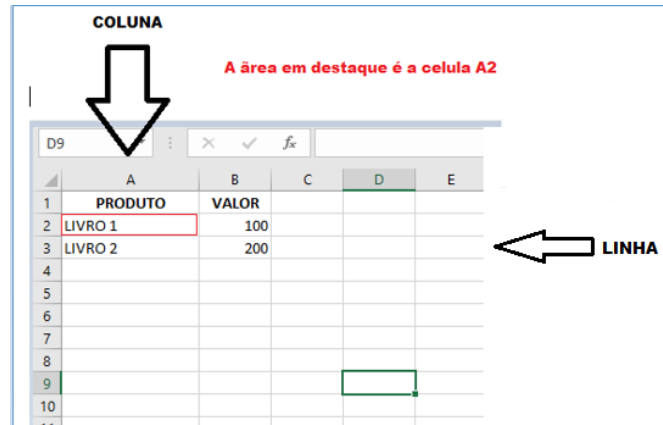 COLUNA
A ãrea em destaque é a celula A2
D9 fx
A B C D E
1 PRODUTO VALOR
2 LIVRO 1 100
3 LIVRO 2 200
LINHA
4
5
6
7
8
9
10